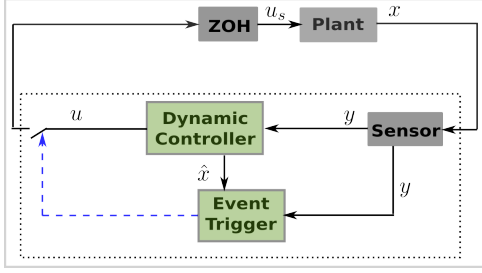 ZOH
u_s
Plant
x
u
Dynamic
Controller
y
Sensor
x̂
y
Event
Trigger